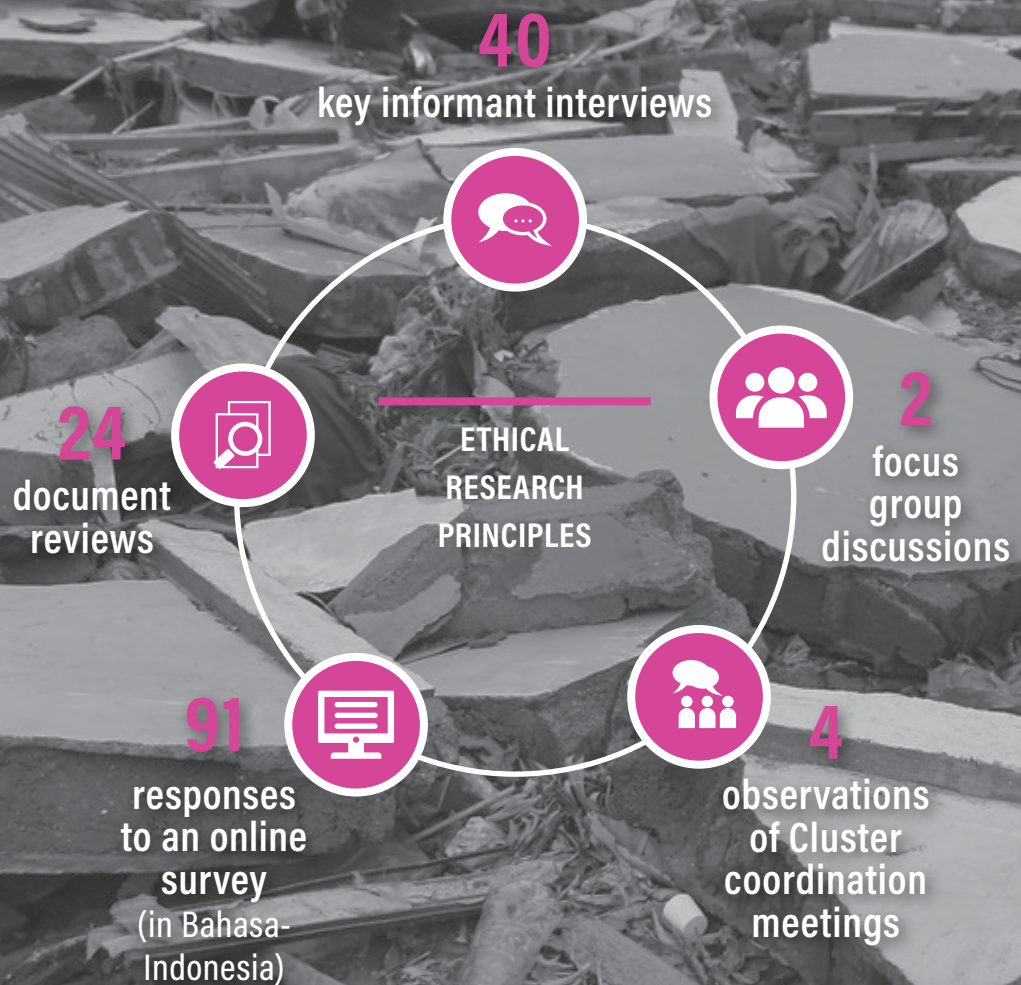 40
key informant interviews
2
focus
group
discussions
4
observations
of Cluster
coordination
meetings
91
responses
to an online
survey
(in Bahasa-
Indonesia)
24
document
reviews
ETHICAL
RESEARCH
PRINCIPLES